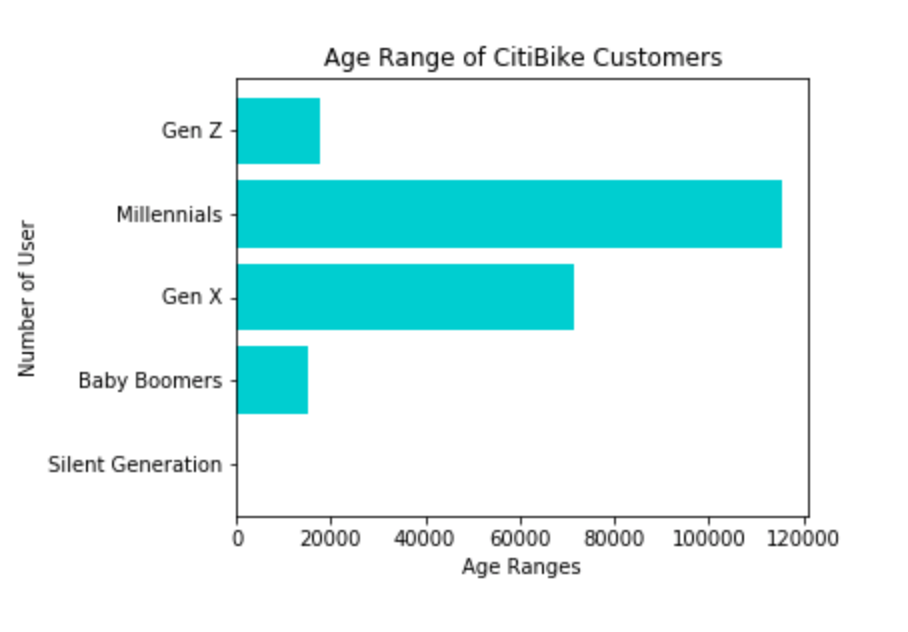 Age Range of CitiBike Customers
Number of User
Gen Z
Millennials
Gen X
Baby Boomers
Silent Generation
0 20000 40000 60000 80000 100000 120000
Age Ranges